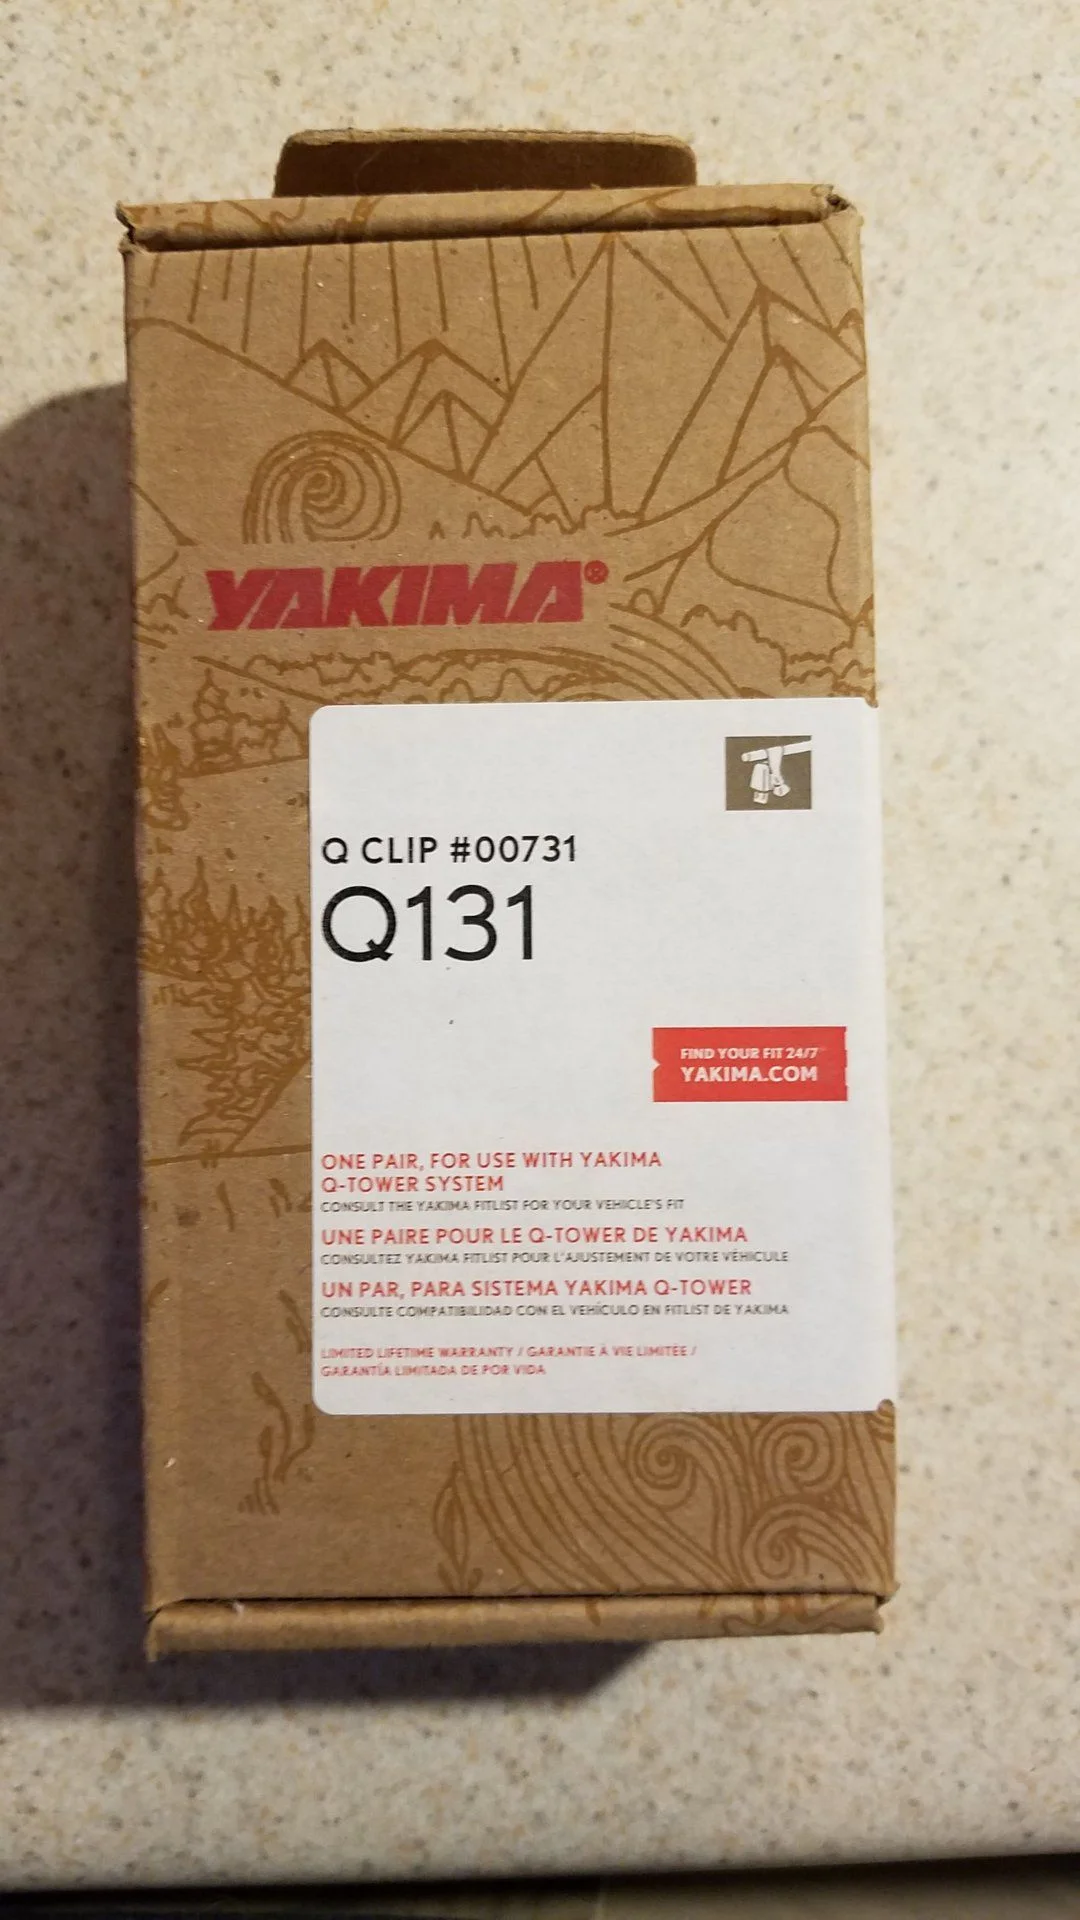 YAKIMA®
Q CLIP #00731
Q131
FIND YOUR FIT 24/7
YAKIMA.COM
ONE PAIR, FOR USE WITH YAKIMA
Q-TOWER SYSTEM
CONSULT THE YAKIMA FITLIST FOR YOUR VEHICLE'S FIT
UNE PAIRE POUR LE Q-TOWER DE YAKIMA
CONSULTEZ YAKIMA FITLIST POUR L'AJUSTEMENT DE VOTRE VÉHICULE
UN PAR, PARA SISTEMA YAKIMA Q-TOWER
CONSULTE COMPATIBILIDAD CON EL VEHÍCULO EN FITLIST DE YAKIMA
LIMITED LIFETIME WARRANTY / GARANTIE À VIE LIMITÉE /
GARANTÍA LIMITADA DE POR VIDA